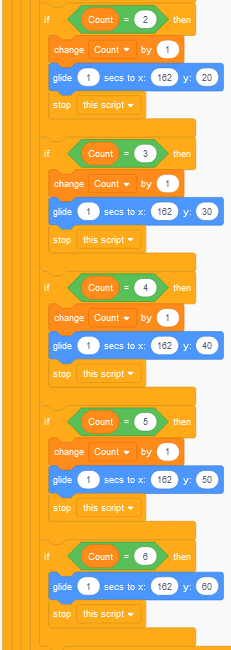 if Count = 2 then
change Count by 1
glide 1 secs to x: 162 y: 20
stop this script
if Count = 3 then
change Count by 1
glide 1 secs to x: 162 y: 30
stop this script
if Count = 4 then
change Count by 1
glide 1 secs to x: 162 y: 40
stop this script
if Count = 5 then
change Count by 1
glide 1 secs to x: 162 y: 50
stop this script
if Count = 6 then
glide 1 secs to x: 162 y: 60
stop this script